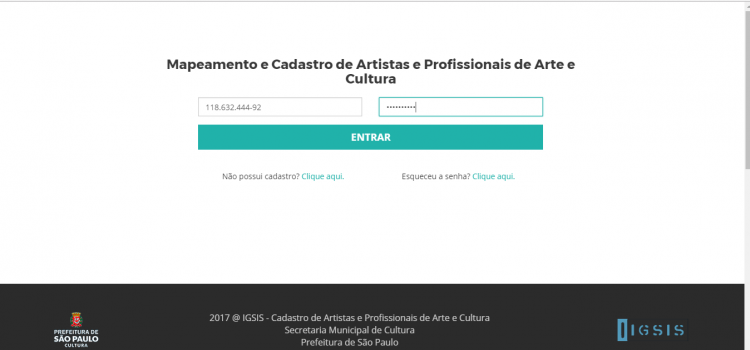 Mapeamento e Cadastro de Artistas e Profissionais de Arte e
Cultura
118.632.444-92 ••••••••••
ENTRAR
Não possui cadastro? Clique aqui. Esqueceu a senha? Clique aqui.
2017 @ IGSIS - Cadastro de Artistas e Profissionais de Arte e Cultura
Secretaria Municipal de Cultura
Prefeitura de São Paulo
PREFEITURA DE
SÃO PAULO
CULTURA
IGSIS